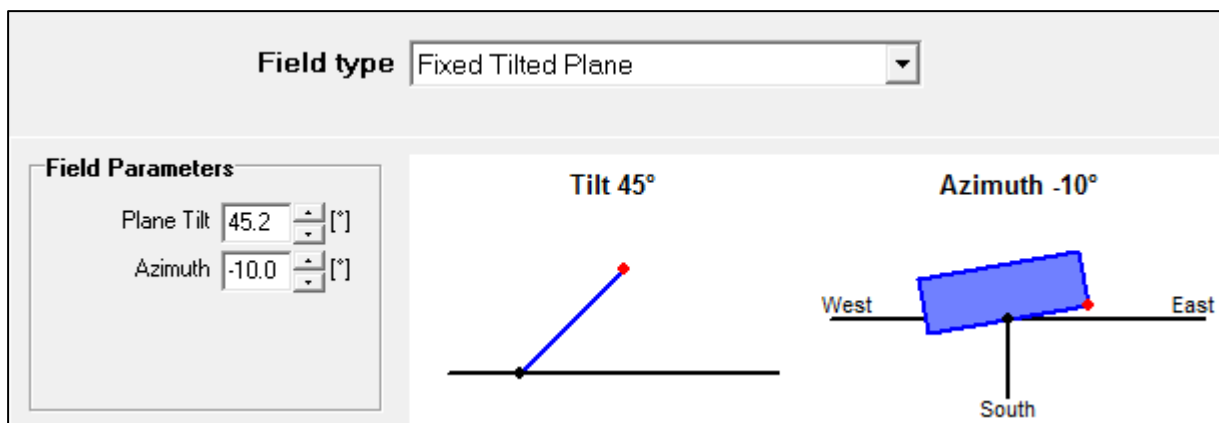 Field type Fixed Tilted Plane
Field Parameters
Plane Tilt 45.2 [°]
Azimuth -10.0 [°]
Tilt 45°
Azimuth -10°
West
East
South